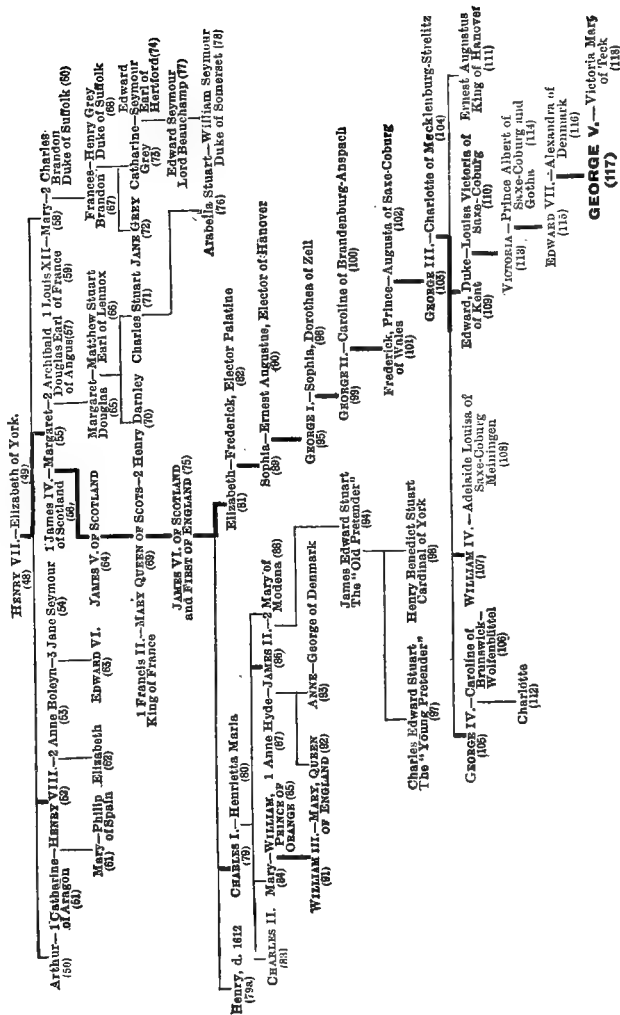 HENRY VII.—Elizabeth of York.
(48) (49)
Arthur—1 Catharine—HENRY VIII.—2 Anne Boleyn—3 Jane Seymour
(50) of Aragon (52) (53) (54)
(51)
1 James IV.—Margaret—2 Archibald
of Scotland (55) Douglas Earl
(56) of Angus (57)
1 Louis XII—Mary—2 Charles
of France (58) Brandon
(59) Duke of Suffolk (60)
Mary—Philip
(61) of Spain
Elizabeth
(62)
EDWARD VI.
(63)
JAMES V. OF SCOTLAND
(64)
Margaret—Matthew Stuart
Douglas Earl of Lennox
(65) (66)
Frances—Henry Grey
Brandon Duke of Suffolk
(67) (68)
1 Francis II.—MARY QUEEN OF SCOTS—2 Henry Darnley
King of France (69) (70)
Charles Stuart
(71)
JANE GREY
(72)
Catharine—Seymour
Grey Earl of
(73) Hertford (74)
Edward
JAMES VI. OF SCOTLAND
and FIRST OF ENGLAND (75)
Edward Seymour
Lord Beauchamp (77)
Arabella Stuart—William Seymour
(76) Duke of Somerset (78)
Henry, d. 1612
(79a)
CHARLES I.—Henrietta Maria
(79) (80)
Elizabeth—Frederick, Elector Palatine
(81) (82)
CHARLES II.
(83)
Mary—WILLIAM,
(84) PRINCE OF
ORANGE (85)
1 Anne Hyde—JAMES II.—2 Mary of
(87) (86) Modena (88)
Sophia—Ernest Augustus, Elector of Hanover
(89) (90)
WILLIAM III.—MARY, QUEEN
(91) OF ENGLAND (92)
ANNE—George of Denmark
(93)
James Edward Stuart
The "Old Pretender"
(94)
GEORGE I.—Sophia, Dorothea of Zell
(95) (96)
Charles Edward Stuart
The "Young Pretender"
(97)
Henry Benedict Stuart
Cardinal of York
(98)
GEORGE II.—Caroline of Brandenburg-Anspach
(99) (100)
Frederick, Prince—Augusta of Saxe-Coburg
of Wales (102)
(101)
GEORGE III.—Charlotte of Mecklenburg-Strelitz
(103) (104)
GEORGE IV.—Caroline of
(105) Brunswick—
Wolfenbüttel
(106)
WILLIAM IV.—Adelaide Louisa of
(107) Saxe-Coburg
Meiningen
(108)
Edward, Duke—Louisa Victoria of
of Kent Saxe-Coburg
(109) (110)
Ernest Augustus
King of Hanover
(111)
Charlotte
(112)
VICTORIA—Prince Albert of
(113) Saxe-Coburg und
Gotha (114)
EDWARD VII.—Alexandra of
(115) Denmark
(116)
GEORGE V.—Victoria Mary
(117) of Teck
(118)